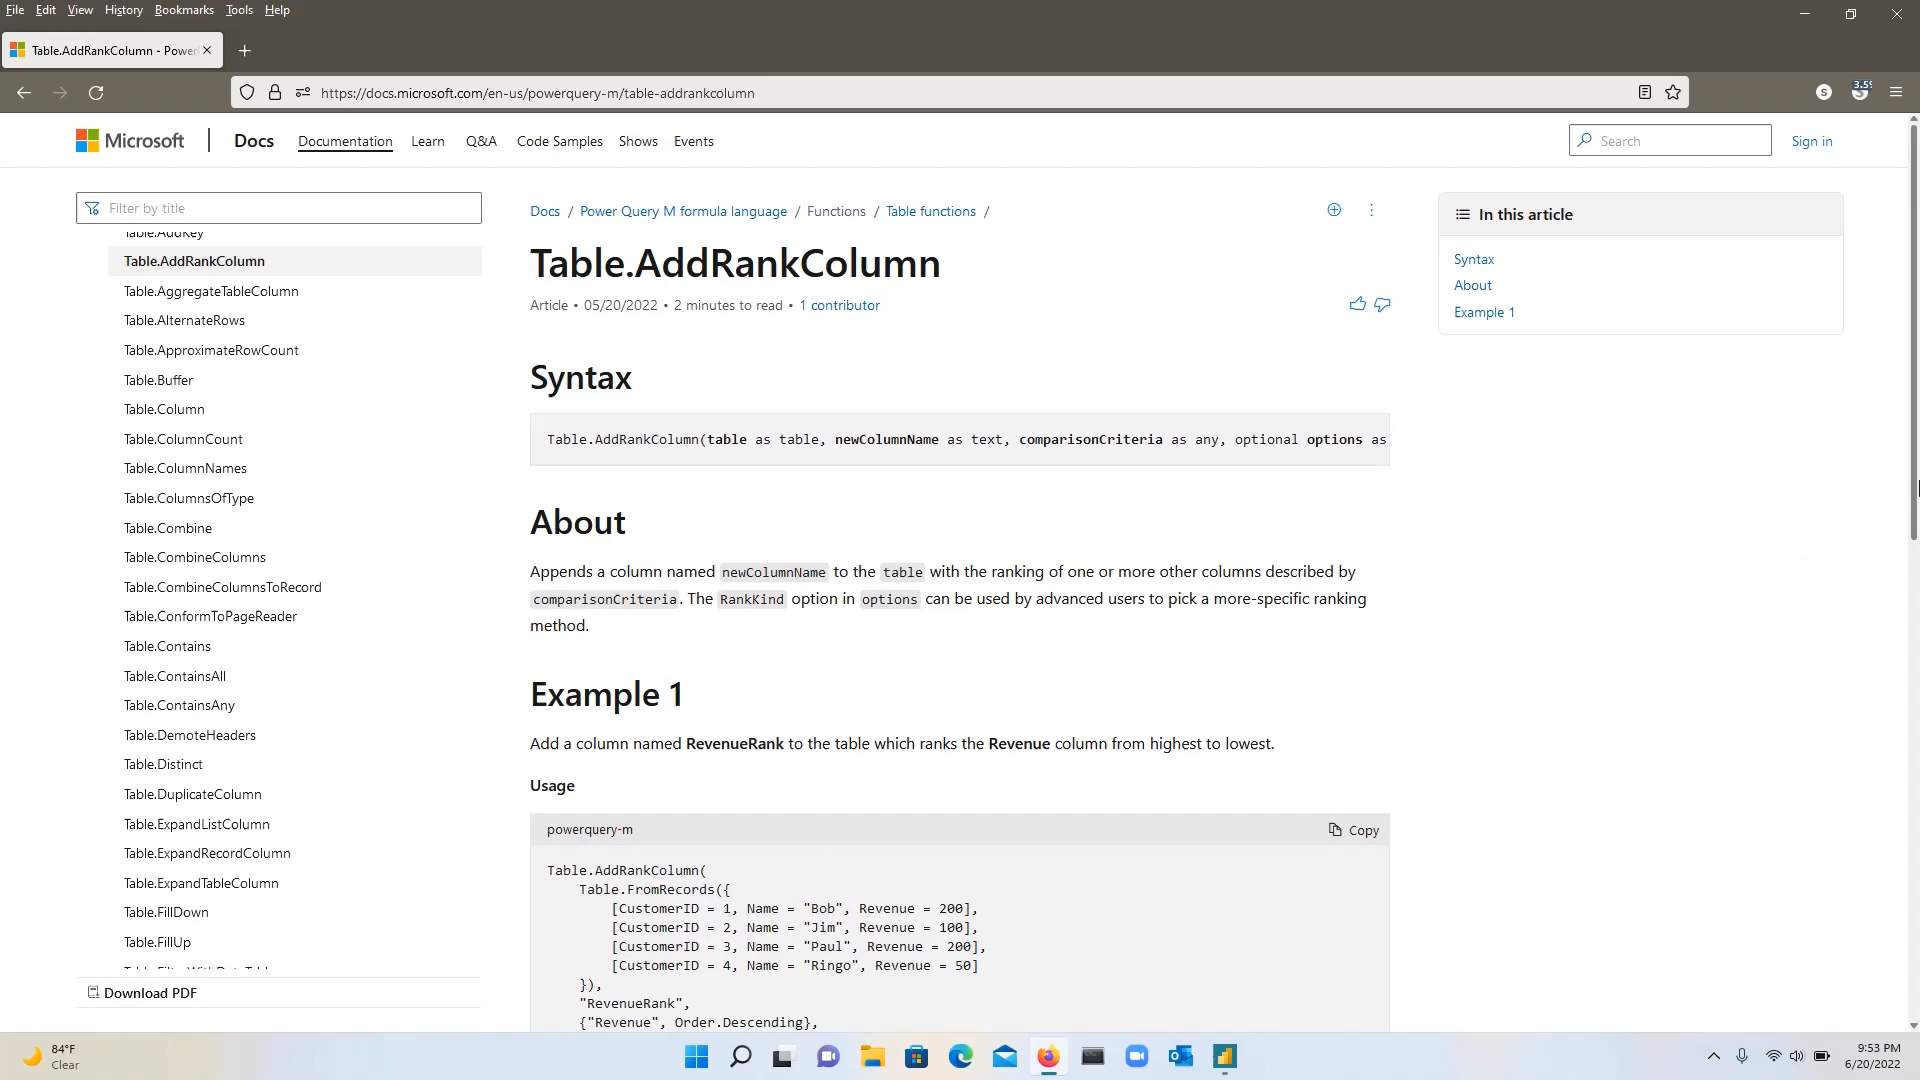 File Edit View History Bookmarks Tools Help
Table.AddRankColumn - Power
https://docs.microsoft.com/en-us/powerquery-m/table-addrankcolumn
S
3.5
Microsoft Docs Documentation Learn Q&A Code Samples Shows Events
Search
Sign in
Filter by title
Table.AddKey
Table.AddRankColumn
Table.AggregateTableColumn
Table.AlternateRows
Table.ApproximateRowCount
Table.Buffer
Table.Column
Table.ColumnCount
Table.ColumnNames
Table.ColumnsOfType
Table.Combine
Table.CombineColumns
Table.CombineColumnsToRecord
Table.ConformToPageReader
Table.Contains
Table.ContainsAll
Table.ContainsAny
Table.DemoteHeaders
Table.Distinct
Table.DuplicateColumn
Table.ExpandListColumn
Table.ExpandRecordColumn
Table.ExpandTableColumn
Table.FillDown
Table.FillUp
Download PDF
Docs / Power Query M formula language / Functions / Table functions /
Table.AddRankColumn
Article • 05/20/2022 • 2 minutes to read • 1 contributor
Syntax
Table.AddRankColumn(table as table, newColumnName as text, comparisonCriteria as any, optional options as
About
Appends a column named newColumnName to the table with the ranking of one or more other columns described by
comparisonCriteria. The RankKind option in options can be used by advanced users to pick a more-specific ranking
method.
Example 1
Add a column named RevenueRank to the table which ranks the Revenue column from highest to lowest.
Usage
powerquery-m
Copy
Table.AddRankColumn(
Table.FromRecords({
[CustomerID = 1, Name = "Bob", Revenue = 200],
[CustomerID = 2, Name = "Jim", Revenue = 100],
[CustomerID = 3, Name = "Paul", Revenue = 200],
[CustomerID = 4, Name = "Ringo", Revenue = 50]
}),
"RevenueRank",
{"Revenue", Order.Descending},
In this article
Syntax
About
Example 1
84°F
Clear
9:53 PM
6/20/2022